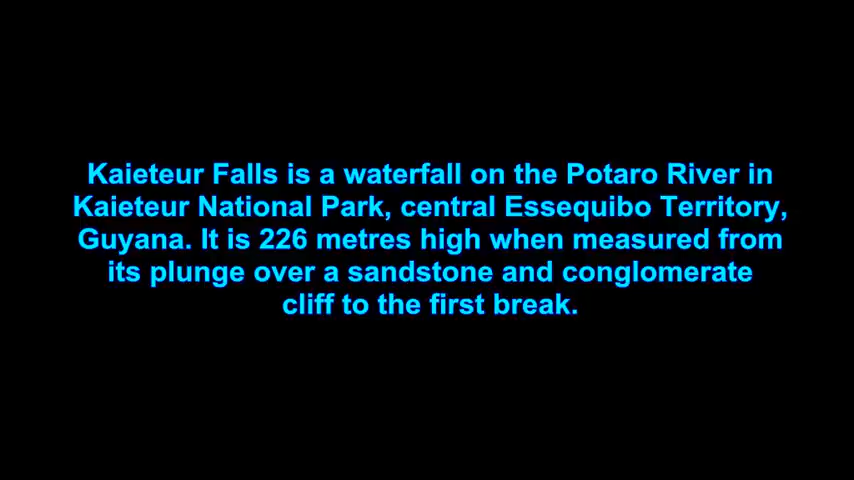 Kaieteur Falls is a waterfall on the Potaro River in
Kaieteur National Park, central Essequibo Territory,
Guyana. It is 226 metres high when measured from
its plunge over a sandstone and conglomerate
cliff to the first break.